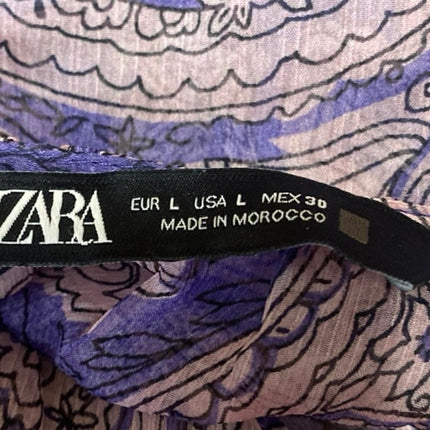 ZARA
EUR L USA L MEX 30
MADE IN MOROCCO